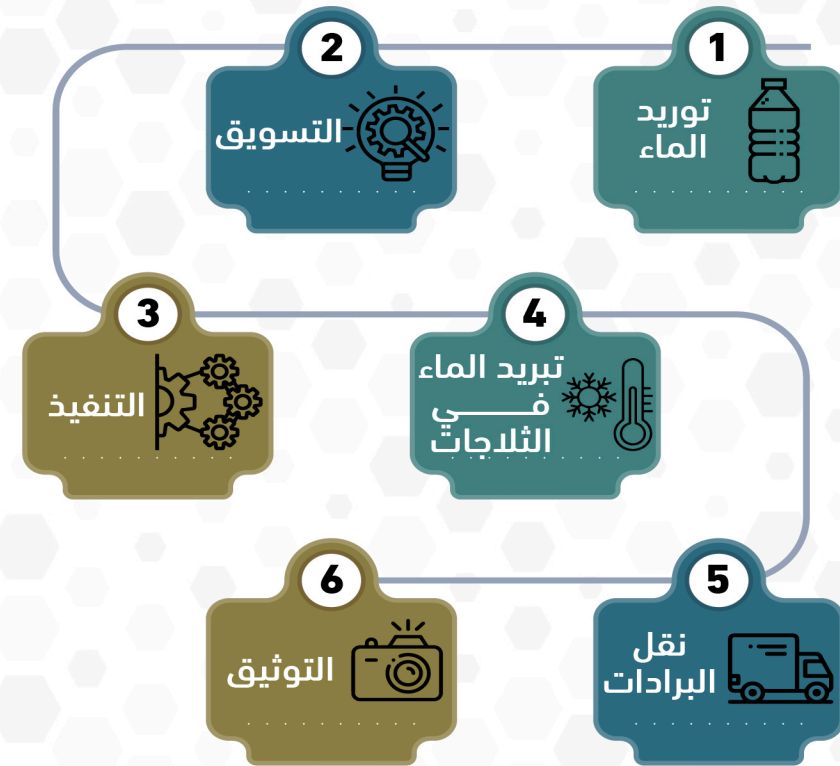 1
توريد
الماء
2
التسويق
3
التنفيذ
4
تبريد الماء
في
الثلاجات
5
نقل
البرادات
6
التوثيق